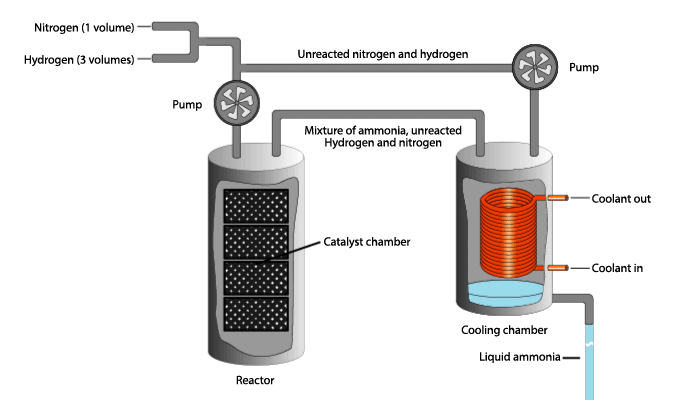 Nitrogen (1 volume)
Hydrogen (3 volumes)
Unreacted nitrogen and hydrogen
Pump
Pump
Mixture of ammonia, unreacted
Hydrogen and nitrogen
Coolant out
Catalyst chamber
Coolant in
Cooling chamber
Liquid ammonia
Reactor